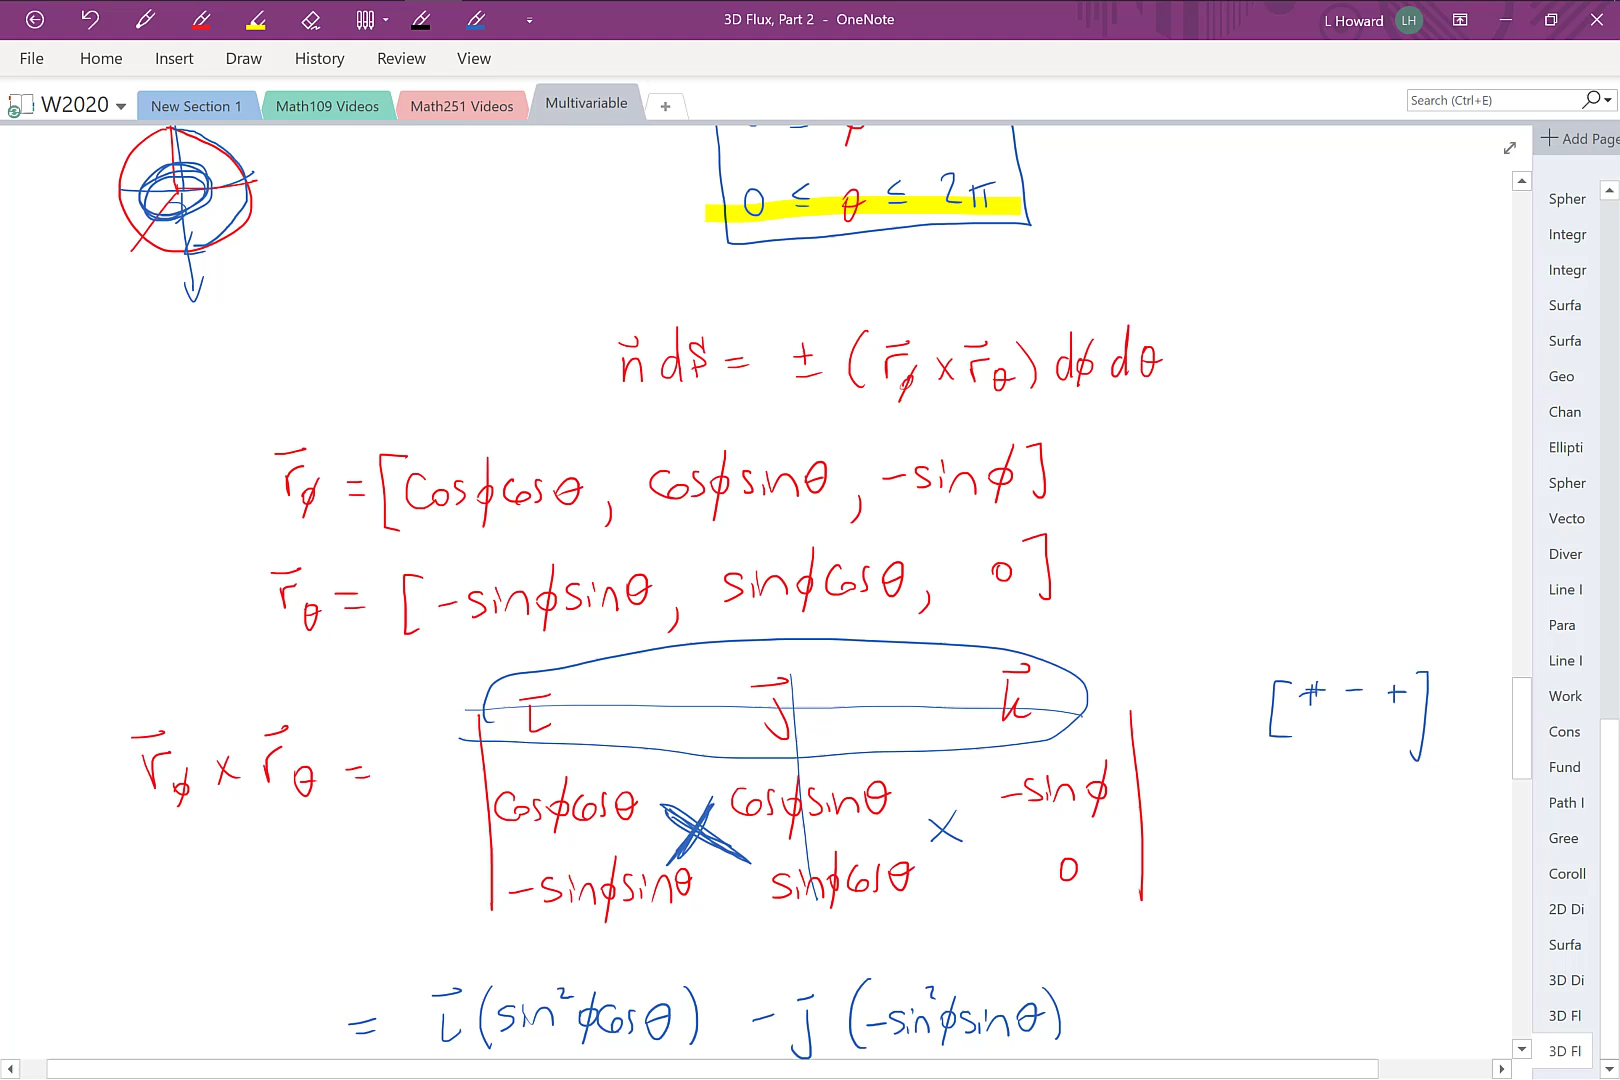 3D Flux, Part 2 - OneNote
L Howard LH
File Home Insert Draw History Review View
W2020 New Section 1 Math109 Videos Math251 Videos Multivariable
Search (Ctrl+E)
Add Page
0 ≤ θ ≤ 2π
n⃗ dS = ± (r⃗ϕ × r⃗θ) dϕ dθ
r⃗ϕ = [cosϕcosθ, cosϕsinθ, -sinϕ]
r⃗θ = [-sinϕsinθ, sinϕcosθ, 0]
i⃗ j⃗ k⃗
[+ - +]
r⃗ϕ × r⃗θ =
cosϕcosθ cosϕsinθ -sinϕ
-sinϕsinθ sinϕcosθ 0
= i⃗ (sin²ϕcosθ) - j⃗ (-sin²ϕsinθ)
Spher
Integr
Integr
Surfa
Surfa
Geo
Chan
Ellipti
Spher
Vecto
Diver
Line I
Para
Line I
Work
Cons
Fund
Path I
Gree
Coroll
2D Di
Surfa
3D Di
3D Fl
3D Fl